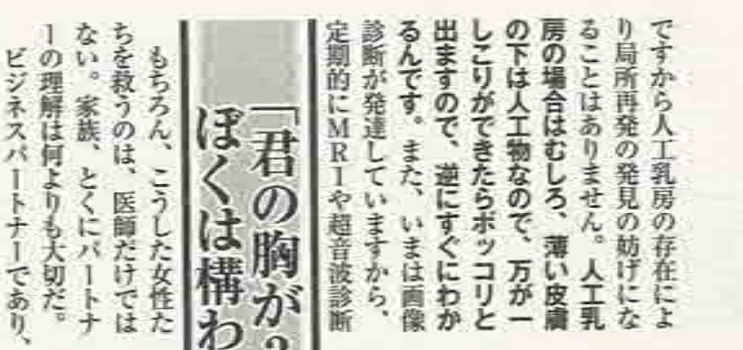 ですから人工乳房の存在によ
り局所再発の発見の妨げにな
ることはありません。人工乳
房の場合はむしろ、薄い皮膚
の下は人工物なので、万が一
しこりができたらポッコリと
出ますので、逆にすぐにわか
るんです。また、いまは画像
診断が発達していますから、
定期的にMRIや超音波診断
「君の胸が?
ぼくは構わ
もちろん、こうした女性た
ちを救うのは、医師だけでは
ない。家族、とくにパートナ
ーの理解は何よりも大切だ。
ビジネスパートナーであり、